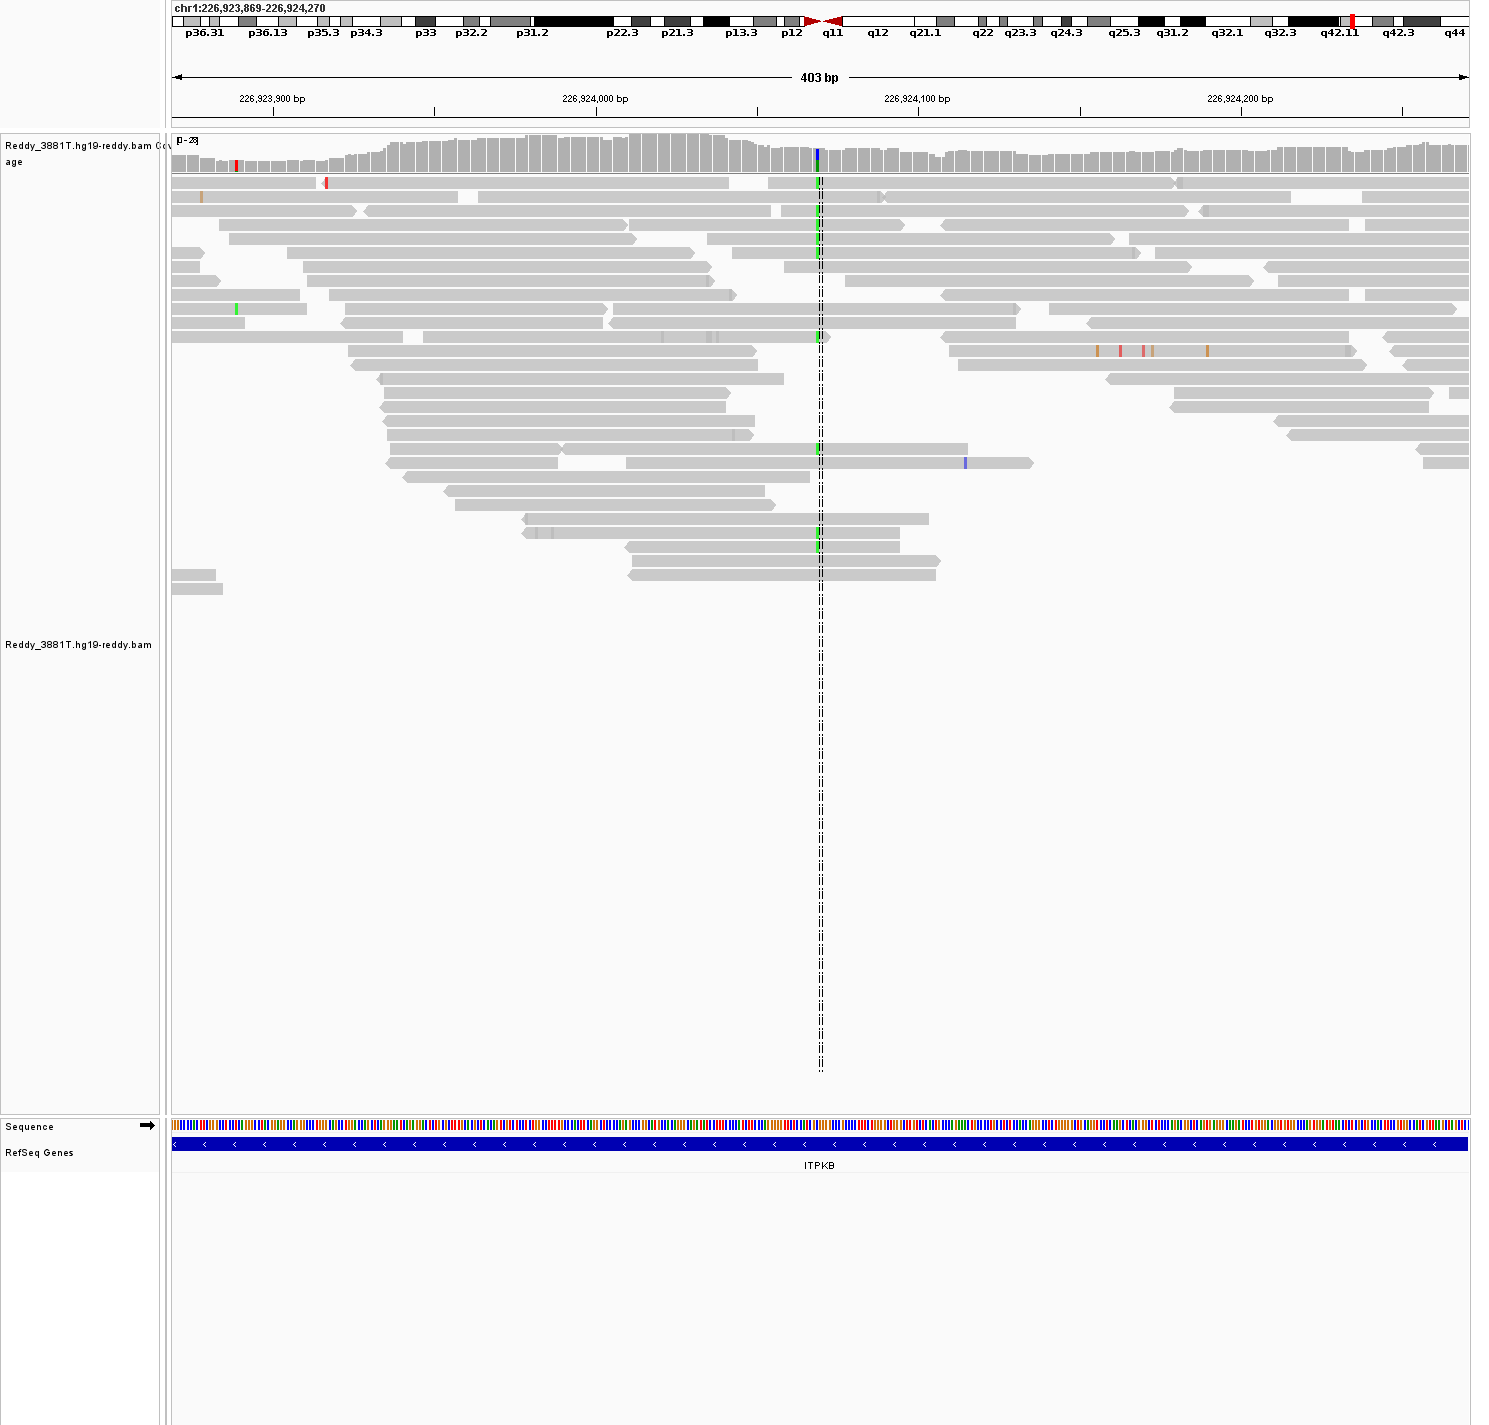 chr1:226,923,869-226,924,270
p36.31 p36.13 p35.3 p34.3 p33 p32.2 p31.2 p22.3 p21.3 p13.3 p12 q11 q12 q21.1 q22 q23.3 q24.3 q25.3 q31.2 q32.1 q32.3 q42.11 q42.3 q44
403 bp
226,923,900 bp 226,924,000 bp 226,924,100 bp 226,924,200 bp
Reddy_3881T.hg19-reddy.bam Cov
age
[0 - 28]
Reddy_3881T.hg19-reddy.bam
Sequence
RefSeq Genes
ITPKB